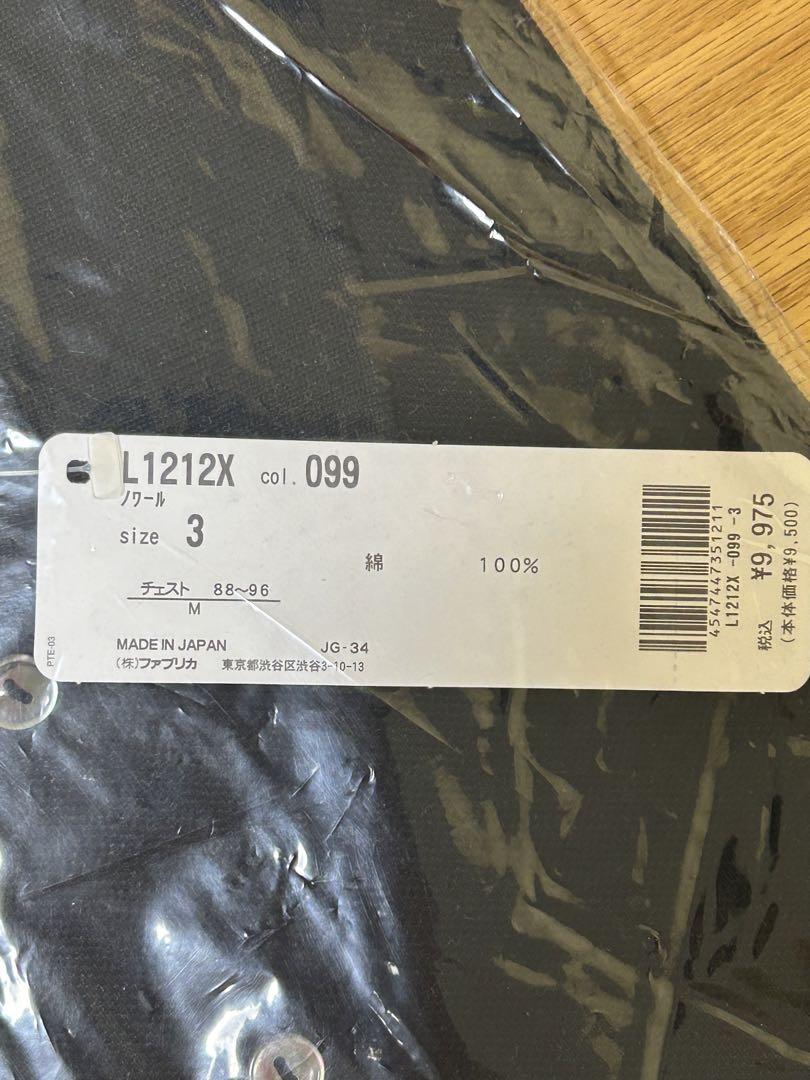 L1212X col. 099
ノワール
size 3
綿 100%
チェスト 88〜96
M
MADE IN JAPAN JG-34
(株)ファブリカ 東京都渋谷区渋谷3-10-13
PTE-03
4547447351211
L1212X -099 -3
税込 ¥9,975
(本体価格¥9,500)